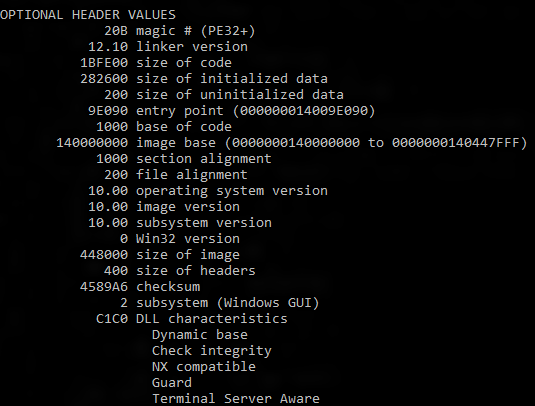 OPTIONAL HEADER VALUES
20B magic # (PE32+)
12.10 linker version
1BFE00 size of code
282600 size of initialized data
200 size of uninitialized data
9E090 entry point (000000014009E090)
1000 base of code
140000000 image base (0000000140000000 to 0000000140447FFF)
1000 section alignment
200 file alignment
10.00 operating system version
10.00 image version
10.00 subsystem version
0 Win32 version
448000 size of image
400 size of headers
4589A6 checksum
2 subsystem (Windows GUI)
C1C0 DLL characteristics
Dynamic base
Check integrity
NX compatible
Guard
Terminal Server Aware